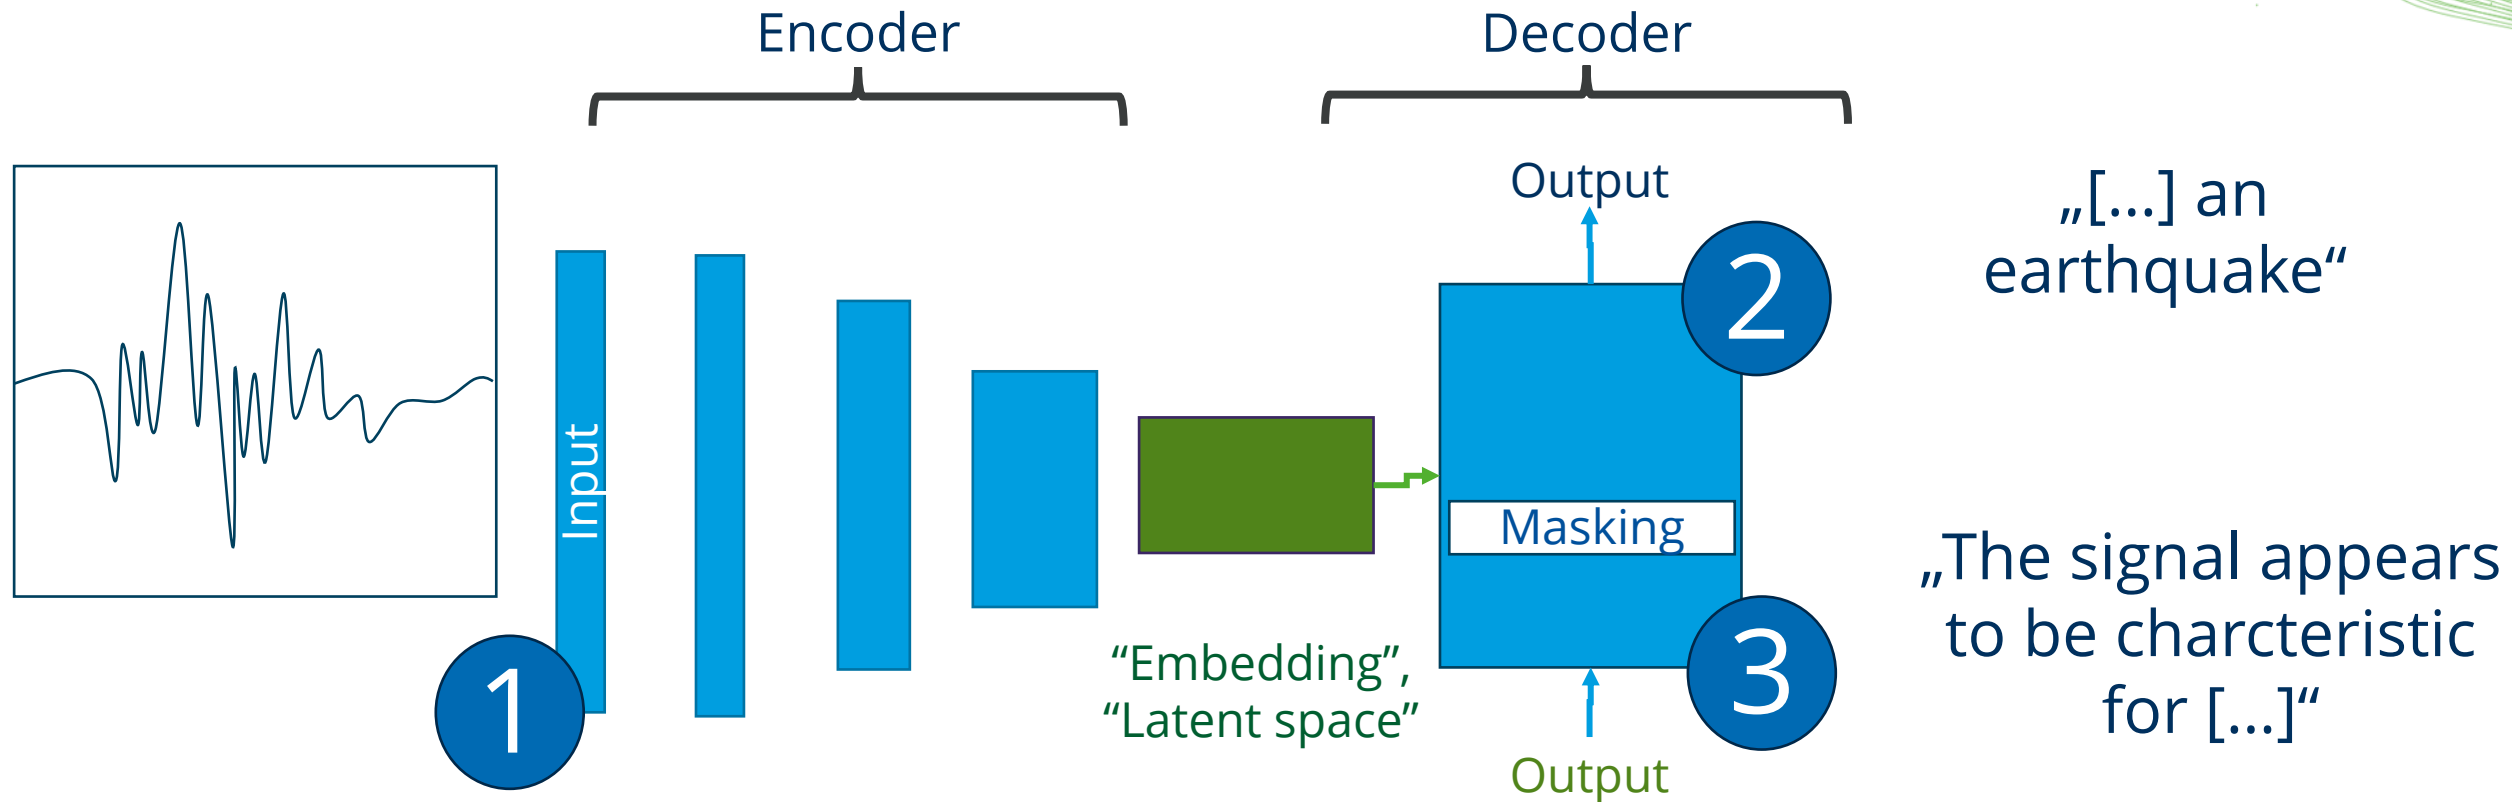 Encoder
Decoder
Output
„[...] an
earthquake“
2
Input
Masking
„The signal appears
to be charcteristic
for [...]“
3
1
“Embedding”,
“Latent space”
Output